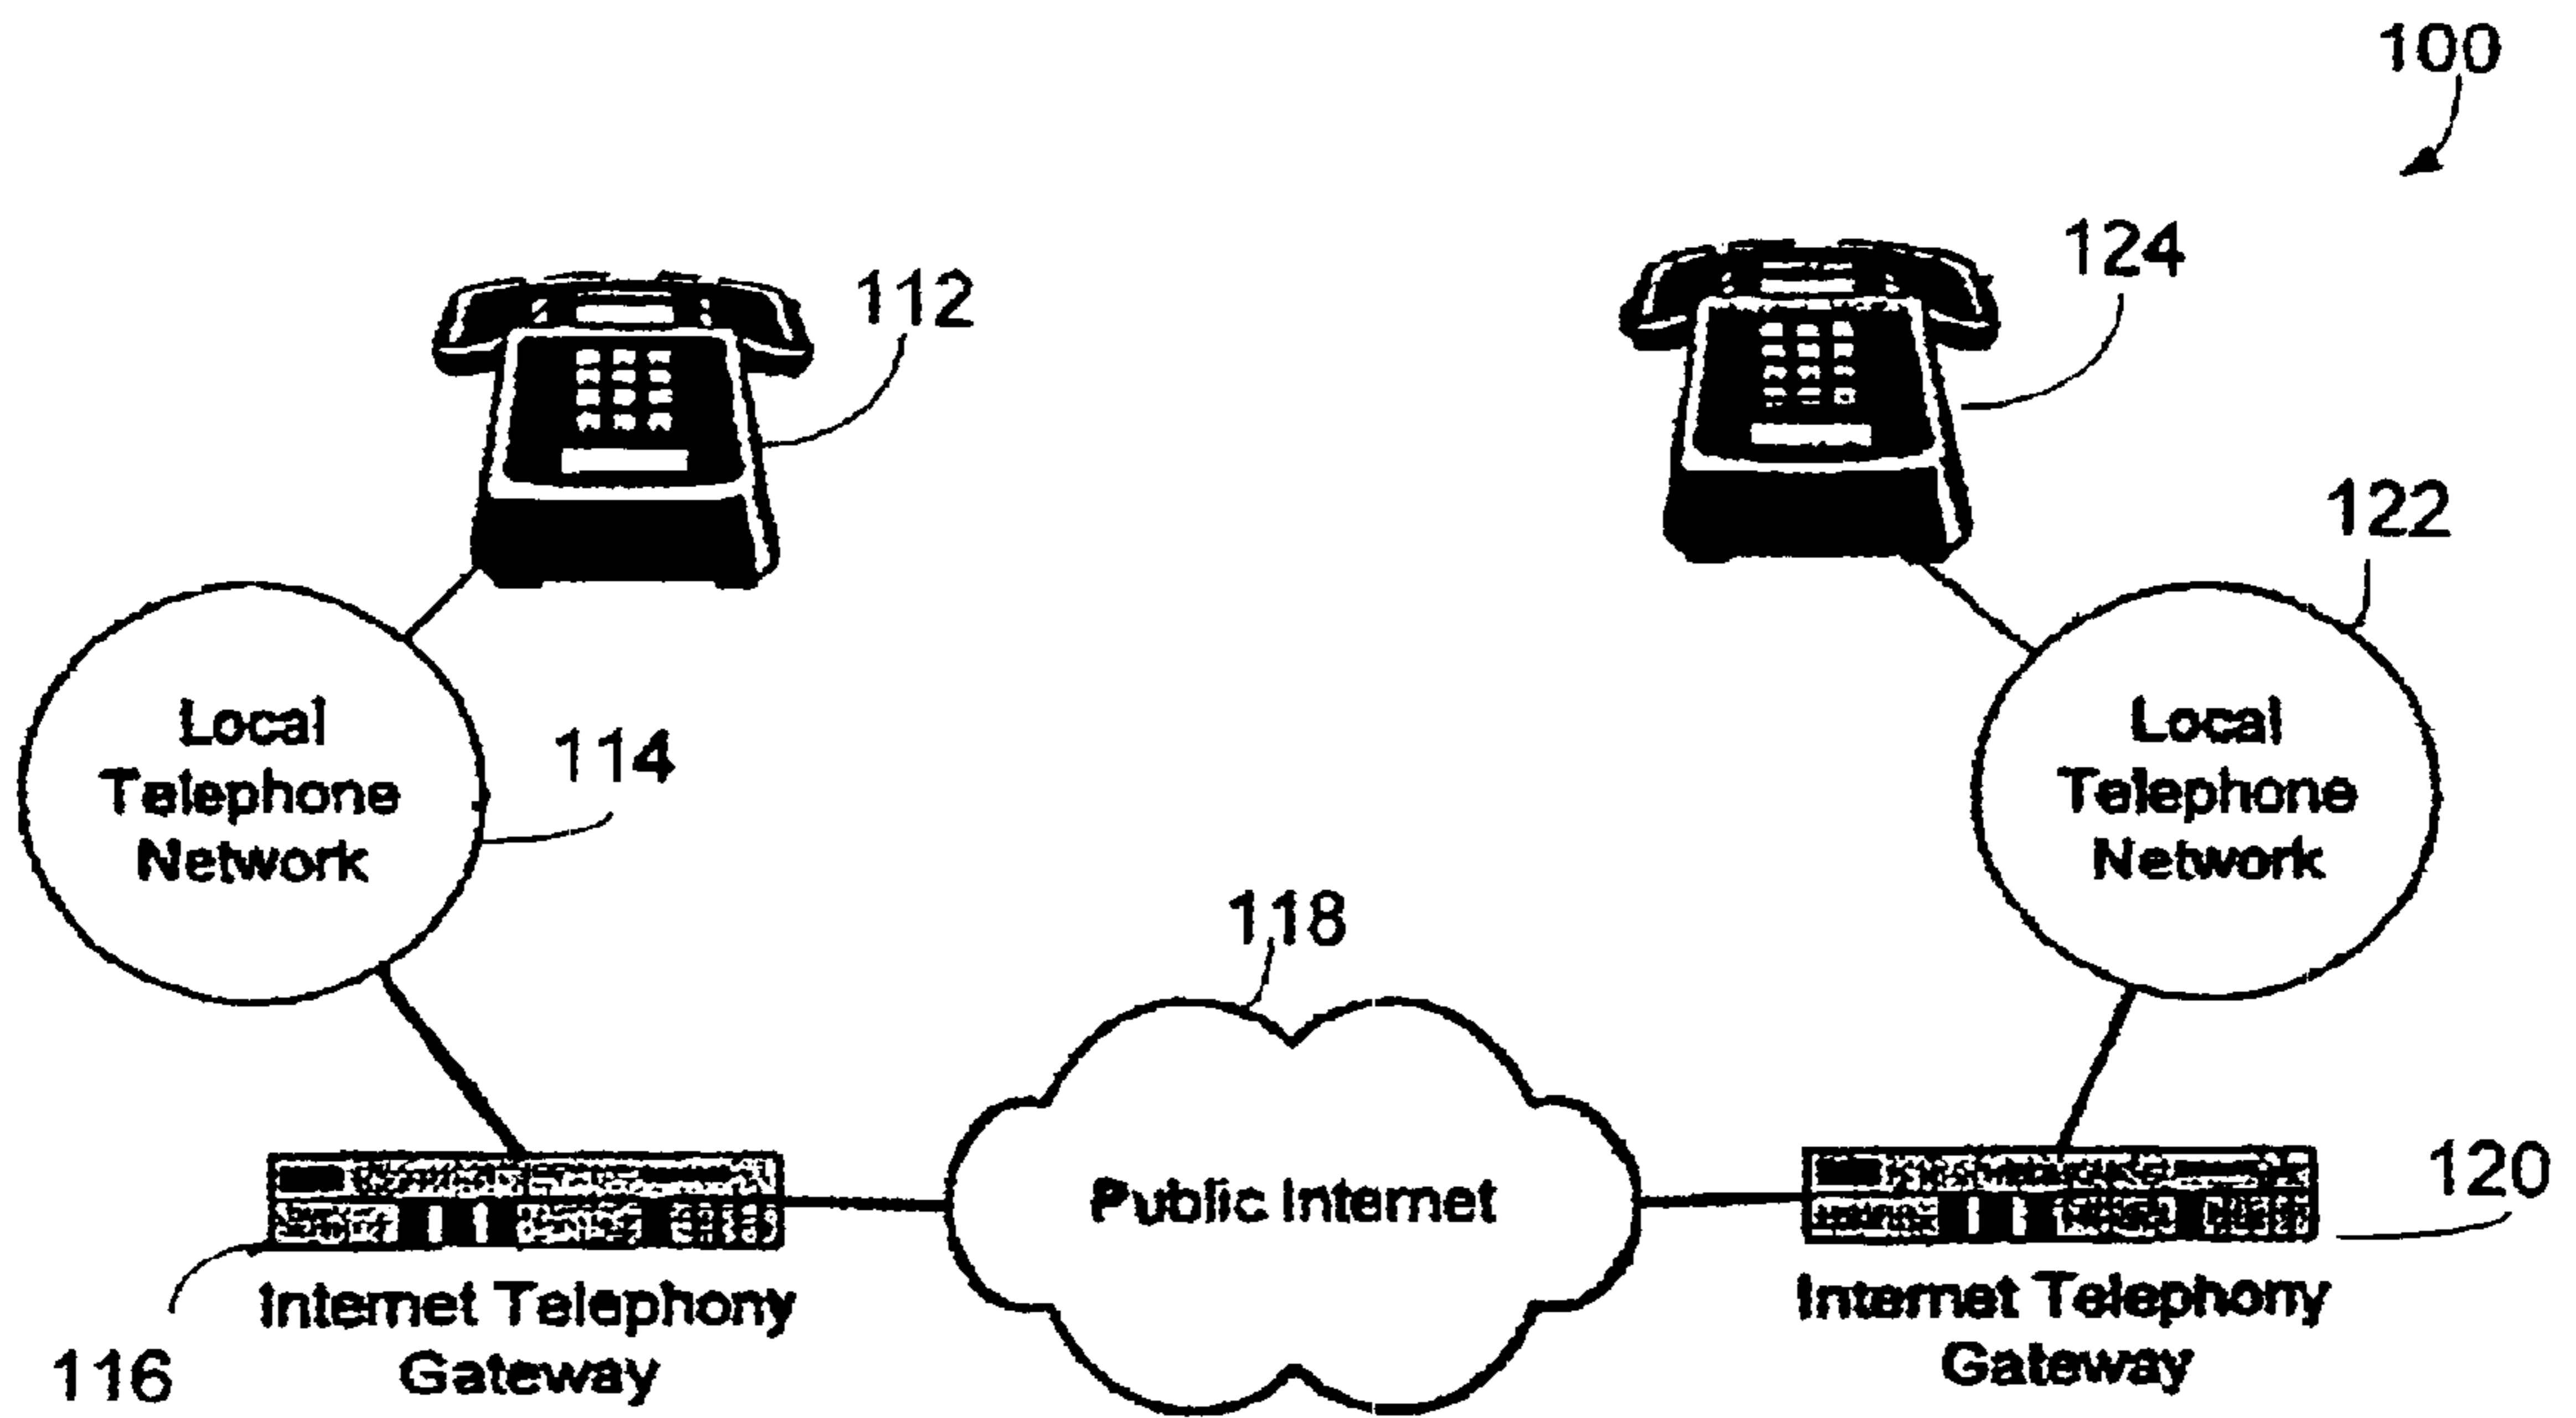 100
112
124
122
Local
Telephone
Network
114
Local
Telephone
Network
118
Public Internet
120
Internet Telephony
Gateway
116
Internet Telephony
Gateway